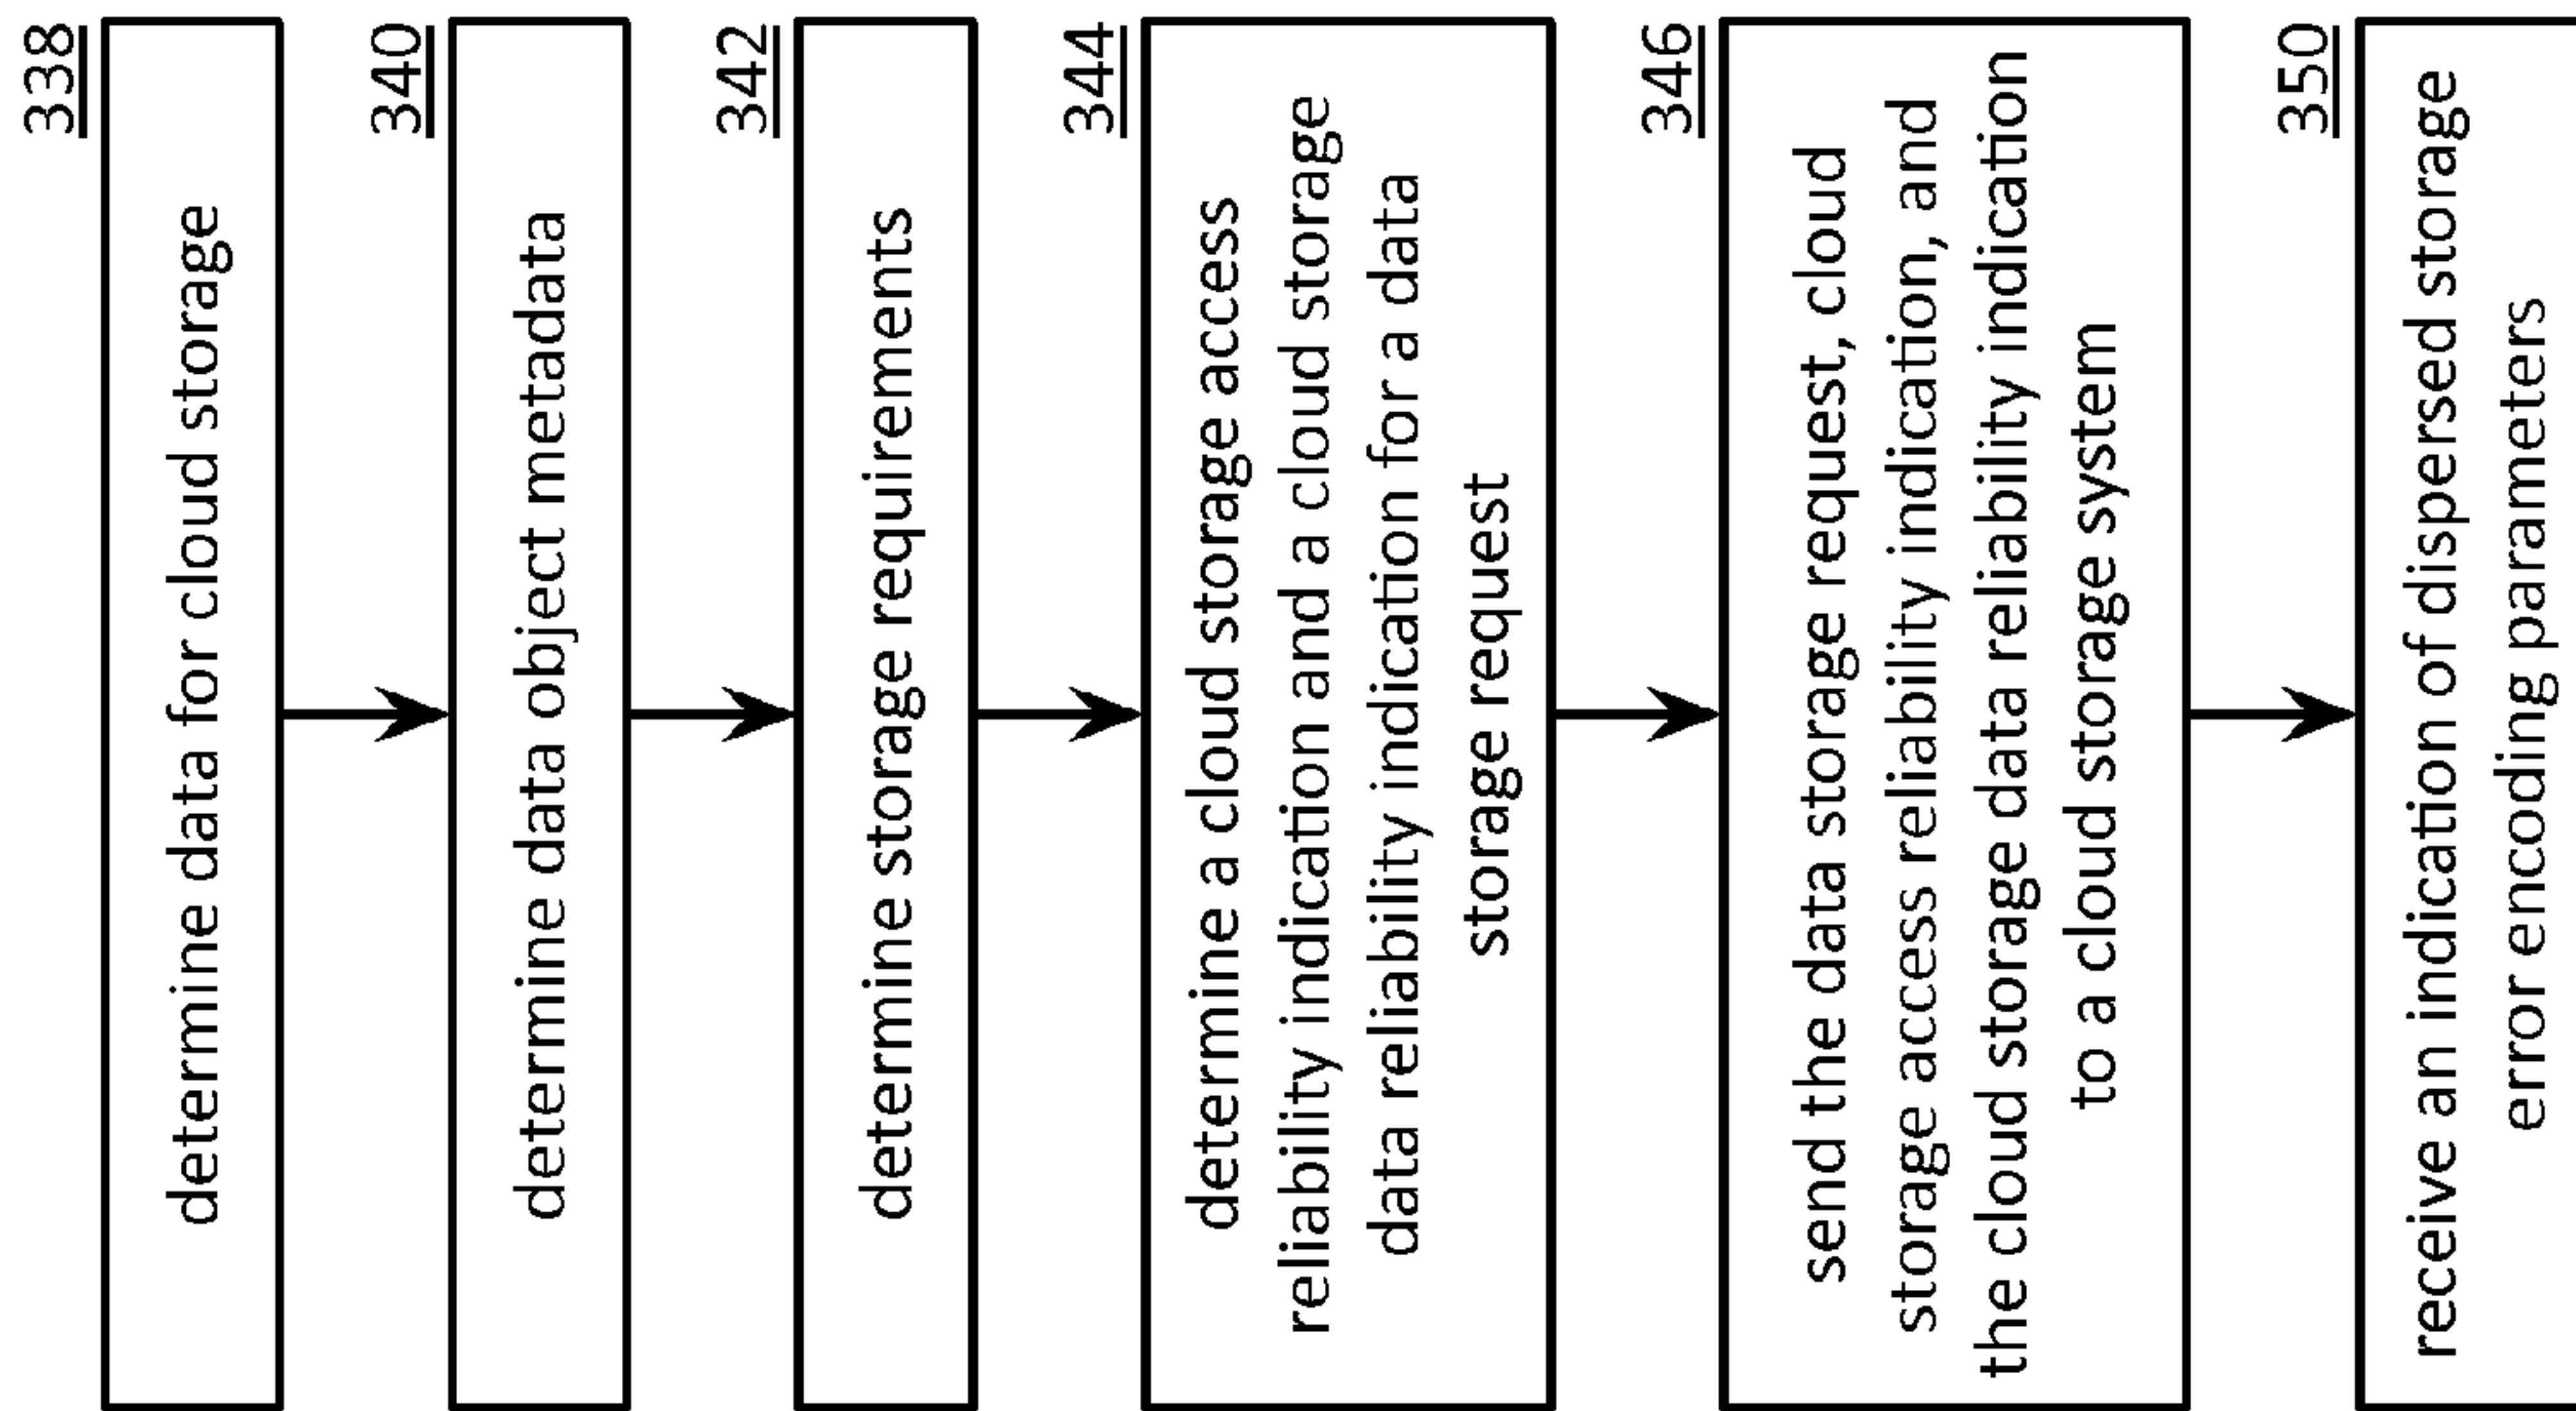 338
determine data for cloud storage
340
determine data object metadata
342
determine storage requirements
344
determine a cloud storage access
reliability indication and a cloud storage
data reliability indication for a data
storage request
346
send the data storage request, cloud
storage access reliability indication, and
the cloud storage data reliability indication
to a cloud storage system
350
receive an indication of dispersed storage
error encoding parameters